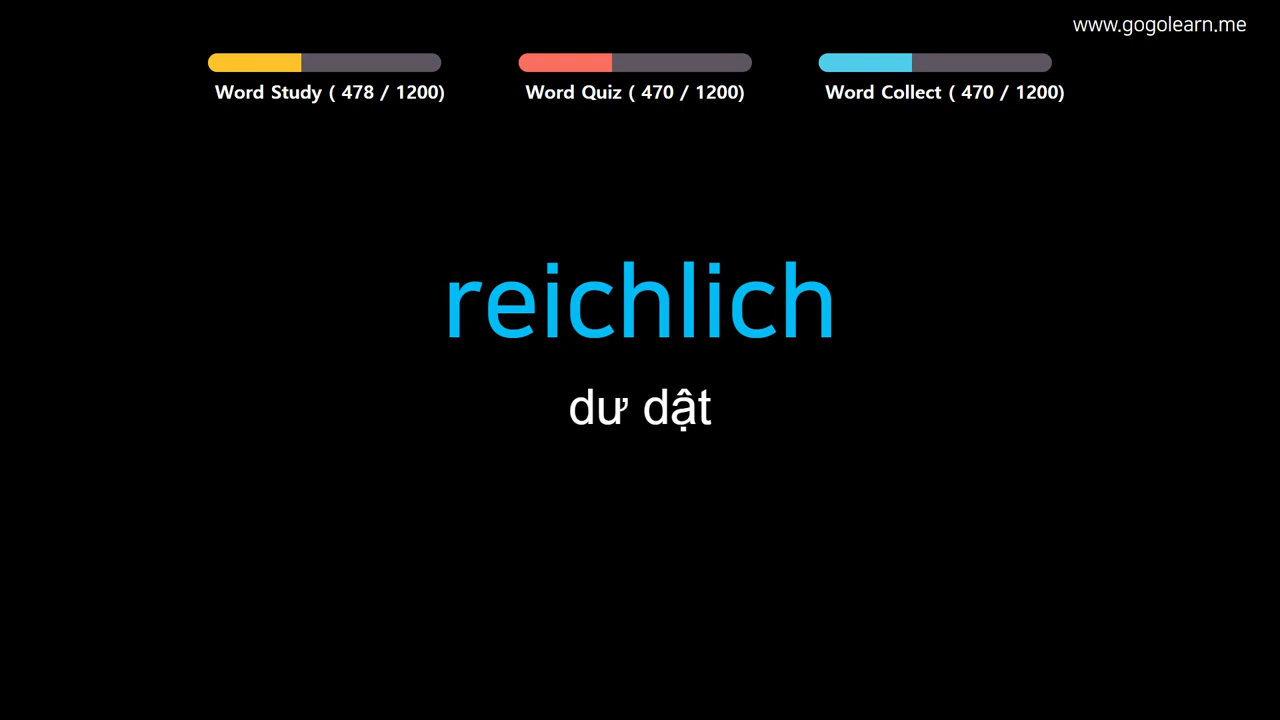 www.gogolearn.me
Word Study ( 478 / 1200)
Word Quiz ( 470 / 1200)
Word Collect ( 470 / 1200)
reichlich
dư dật